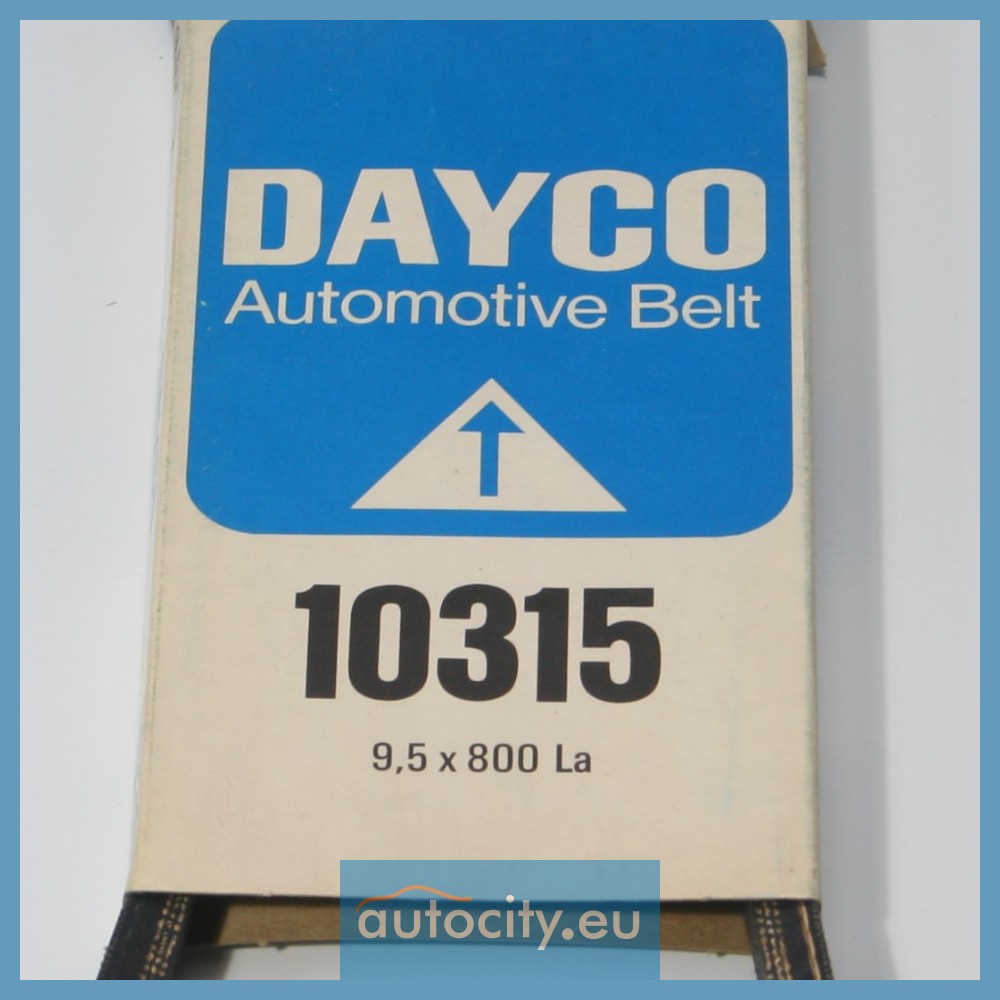 DAYCO
Automotive Belt
10315
9,5 x 800 La
autocity.eu